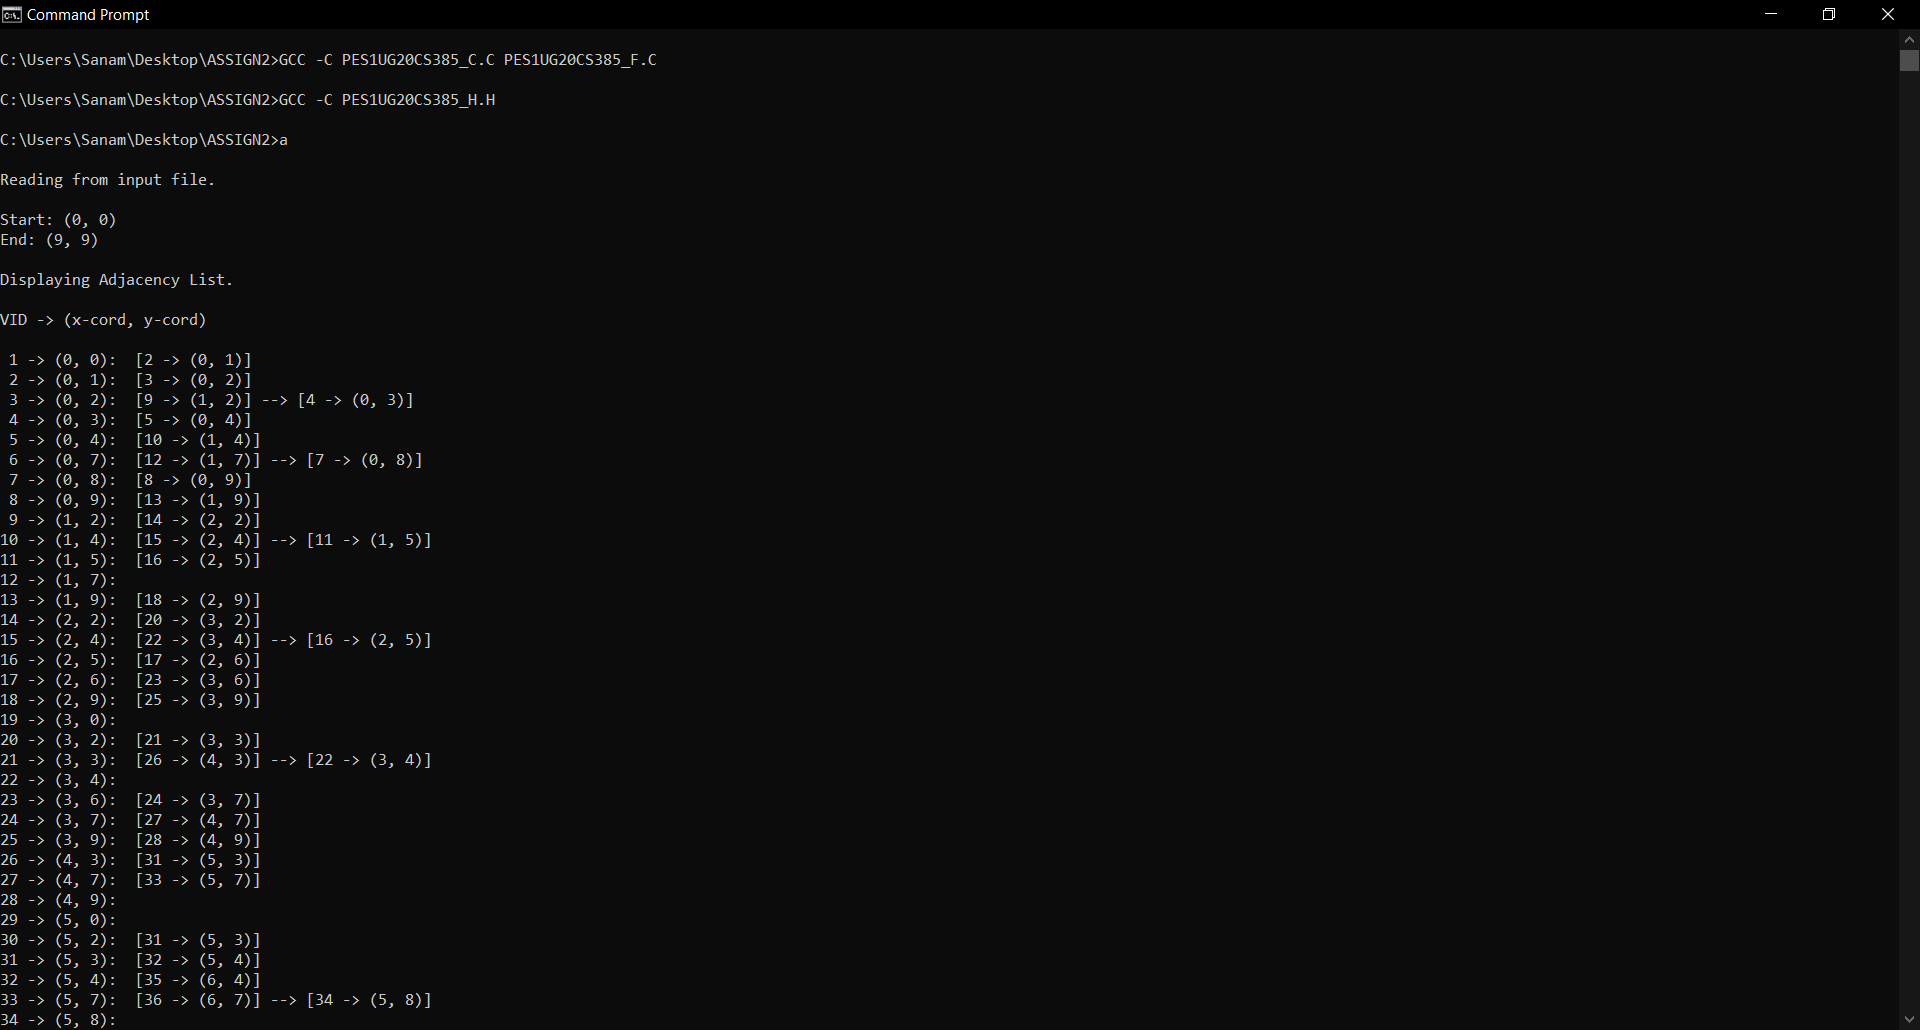 Command Prompt
C:\Users\Sanam\Desktop\ASSIGN2>GCC -C PES1UG20CS385_C.C PES1UG20CS385_F.C
C:\Users\Sanam\Desktop\ASSIGN2>GCC -C PES1UG20CS385_H.H
C:\Users\Sanam\Desktop\ASSIGN2>a
Reading from input file.
Start: (0, 0)
End: (9, 9)
Displaying Adjacency List.
VID -> (x-cord, y-cord)
1 -> (0, 0):  [2 -> (0, 1)]
2 -> (0, 1):  [3 -> (0, 2)]
3 -> (0, 2):  [9 -> (1, 2)] --> [4 -> (0, 3)]
4 -> (0, 3):  [5 -> (0, 4)]
5 -> (0, 4):  [10 -> (1, 4)]
6 -> (0, 7):  [12 -> (1, 7)] --> [7 -> (0, 8)]
7 -> (0, 8):  [8 -> (0, 9)]
8 -> (0, 9):  [13 -> (1, 9)]
9 -> (1, 2):  [14 -> (2, 2)]
10 -> (1, 4):  [15 -> (2, 4)] --> [11 -> (1, 5)]
11 -> (1, 5):  [16 -> (2, 5)]
12 -> (1, 7):
13 -> (1, 9):  [18 -> (2, 9)]
14 -> (2, 2):  [20 -> (3, 2)]
15 -> (2, 4):  [22 -> (3, 4)] --> [16 -> (2, 5)]
16 -> (2, 5):  [17 -> (2, 6)]
17 -> (2, 6):  [23 -> (3, 6)]
18 -> (2, 9):  [25 -> (3, 9)]
19 -> (3, 0):
20 -> (3, 2):  [21 -> (3, 3)]
21 -> (3, 3):  [26 -> (4, 3)] --> [22 -> (3, 4)]
22 -> (3, 4):
23 -> (3, 6):  [24 -> (3, 7)]
24 -> (3, 7):  [27 -> (4, 7)]
25 -> (3, 9):  [28 -> (4, 9)]
26 -> (4, 3):  [31 -> (5, 3)]
27 -> (4, 7):  [33 -> (5, 7)]
28 -> (4, 9):
29 -> (5, 0):
30 -> (5, 2):  [31 -> (5, 3)]
31 -> (5, 3):  [32 -> (5, 4)]
32 -> (5, 4):  [35 -> (6, 4)]
33 -> (5, 7):  [36 -> (6, 7)] --> [34 -> (5, 8)]
34 -> (5, 8):